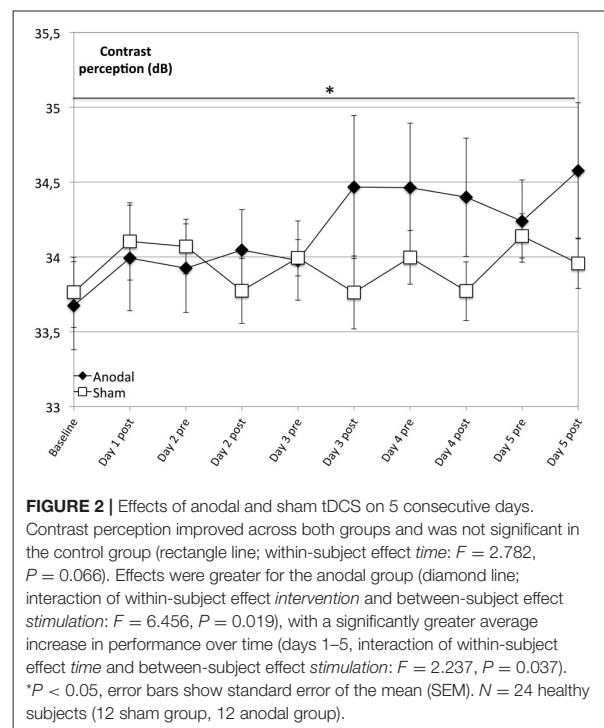 35,5
Contrast
perception (dB)
*
35
34,5
34
33,5
33
Anodal
Sham
Baseline
Day 1 post
Day 2 pre
Day 2 post
Day 3 pre
Day 3 post
Day 4 pre
Day 4 post
Day 5 pre
Day 5 post
FIGURE 2 | Effects of anodal and sham tDCS on 5 consecutive days.
Contrast perception improved across both groups and was not significant in
the control group (rectangle line; within-subject effect time: F = 2.782,
P = 0.066). Effects were greater for the anodal group (diamond line;
interaction of within-subject effect intervention and between-subject effect
stimulation: F = 6.456, P = 0.019), with a significantly greater average
increase in performance over time (days 1–5, interaction of within-subject
effect time and between-subject effect stimulation: F = 2.237, P = 0.037).
*P < 0.05, error bars show standard error of the mean (SEM). N = 24 healthy
subjects (12 sham group, 12 anodal group).